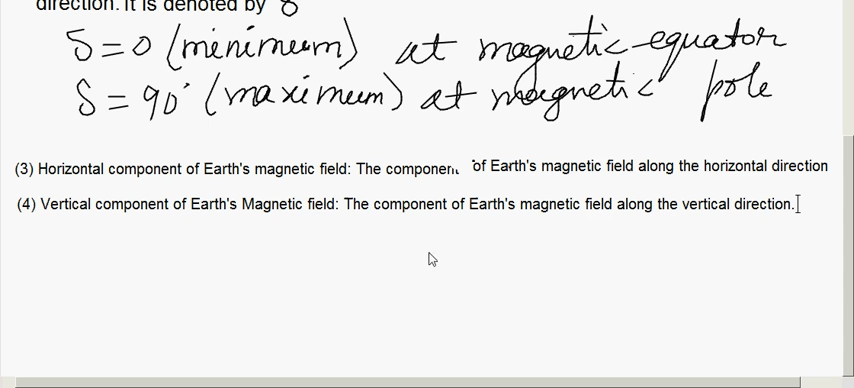 direction. It is denoted by δ
δ = 0 (minimum) at magnetic equator
δ = 90° (maximum) at magnetic pole
(3) Horizontal component of Earth's magnetic field: The component of Earth's magnetic field along the horizontal direction
(4) Vertical component of Earth's Magnetic field: The component of Earth's magnetic field along the vertical direction.